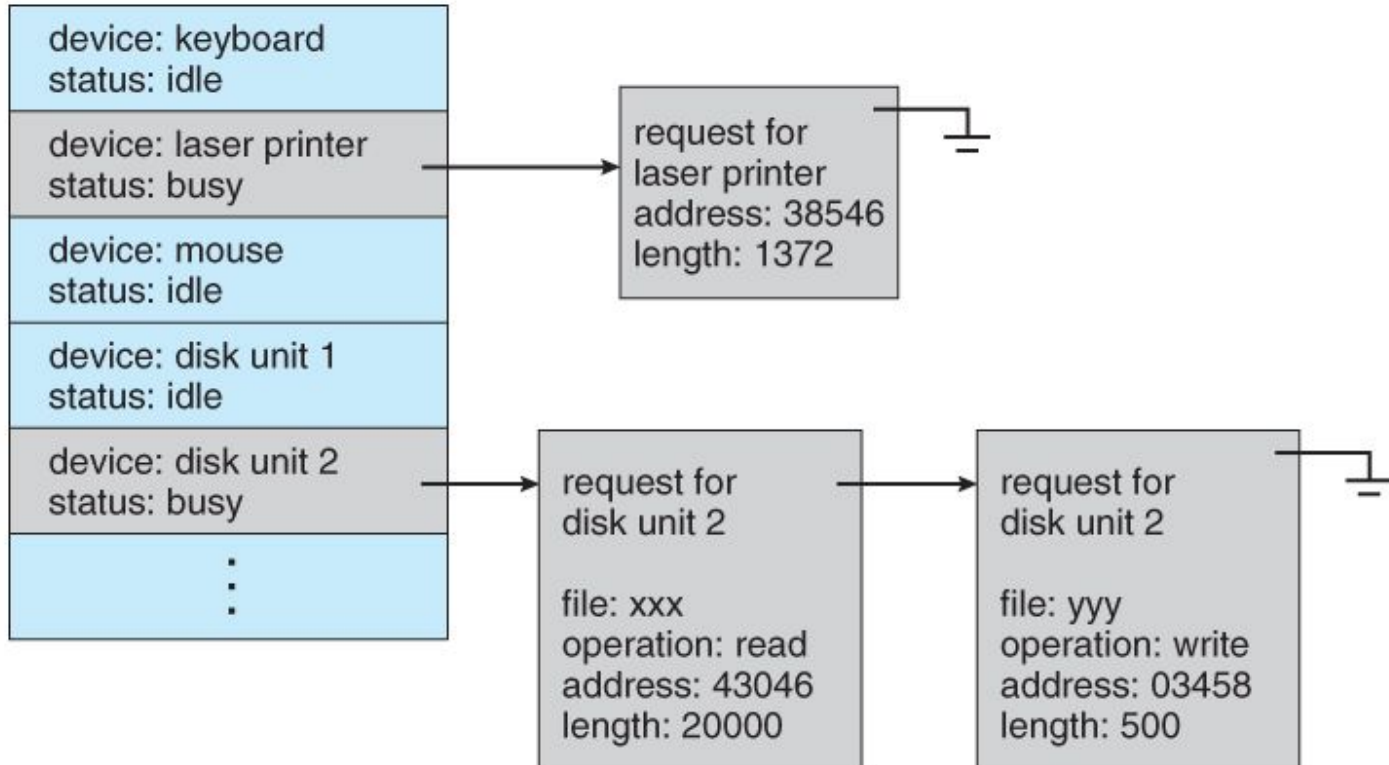 device: keyboard
status: idle
device: laser printer
status: busy
device: mouse
status: idle
device: disk unit 1
status: idle
device: disk unit 2
status: busy
request for
laser printer
address: 38546
length: 1372
request for
disk unit 2
file: xxx
operation: read
address: 43046
length: 20000
request for
disk unit 2
file: yyy
operation: write
address: 03458
length: 500